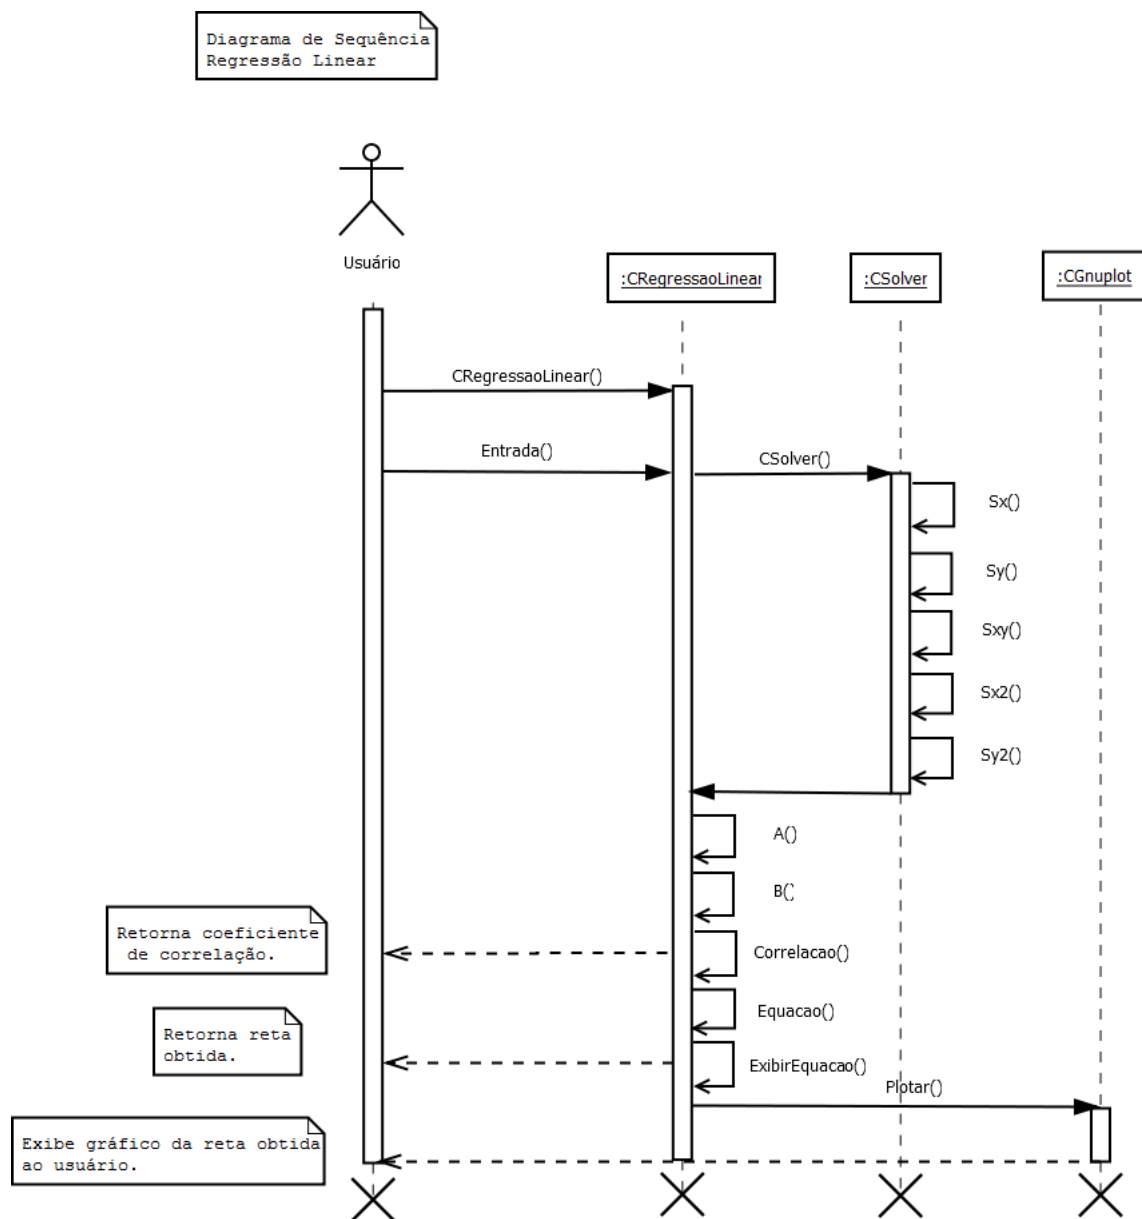 Diagrama de Sequência
Regressão Linear
Usuário
:CRegressaoLinear
:CSolver
:CGnuplot
CRegressaoLinear()
Entrada()
CSolver()
Sx()
Sy()
Sxy()
Sx2()
Sy2()
A()
B()
Retorna coeficiente
de correlação.
Correlacao()
Equacao()
Retorna reta
obtida.
ExibirEquacao()
Plotar()
Exibe gráfico da reta obtida
ao usuário.